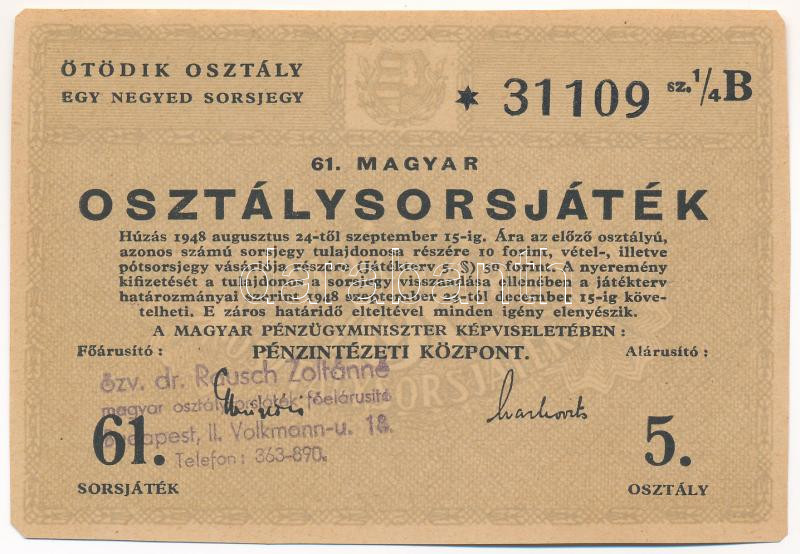 ÖTÖDIK OSZTÁLY
EGY NEGYED SORSJEGY
* 31109 sz. 1/4 B
61. MAGYAR
OSZTÁLYSORSJÁTÉK
Húzás 1948 augusztus 24-től szeptember 15-ig. Ára az előző osztályú,
azonos számú sorsjegy tulajdonosa részére 10 forint, vétel-, illetve
pótsorsjegy vásárlója részére (Játékterv 5. §) 50 forint. A nyeremény
kifizetését a tulajdonos a sorsjegy visszaadása ellenében a játékterv
határozmányai szerint 1948 szeptember 23-tól december 15-ig köve-
telheti. E záros határidő elteltével minden igény elenyészik.
A MAGYAR PÉNZÜGYMINISZTER KÉPVISELETÉBEN:
Főárusító: PÉNZINTÉZETI KÖZPONT. Alárusító:
özv. dr. Rausch Zoltánné
magyar osztálysorsjáték főelárusító
Budapest, II. Volkmann-u. 18.
Telefon: 363-890.
61. 5.
SORSJÁTÉK OSZTÁLY